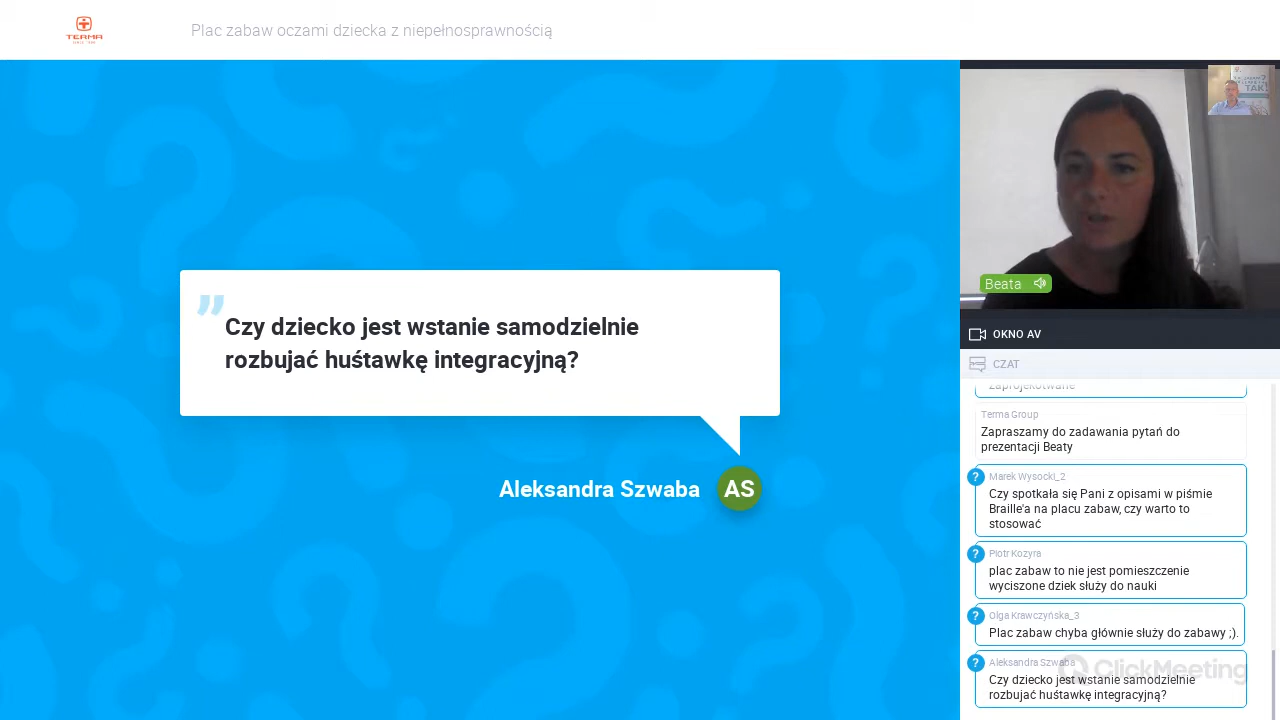 TERMA
Plac zabaw oczami dziecka z niepełnosprawnością
TAK!
Beata
OKNO AV
CZAT
zaprojektowane
Terma Group
Zapraszamy do zadawania pytań do
prezentacji Beaty
? Marek Wysocki_2
Czy spotkała się Pani z opisami w piśmie
Braille'a na placu zabaw, czy warto to
stosować
? Piotr Kozyra
plac zabaw to nie jest pomieszczenie
wyciszone dziek służy do nauki
? Olga Krawczyńska_3
Plac zabaw chyba głównie służy do zabawy ;).
? Aleksandra Szwaba
Czy dziecko jest wstanie samodzielnie
rozbujać huśtawkę integracyjną?
ClickMeeting
”
Czy dziecko jest wstanie samodzielnie
rozbujać huśtawkę integracyjną?
Aleksandra Szwaba AS